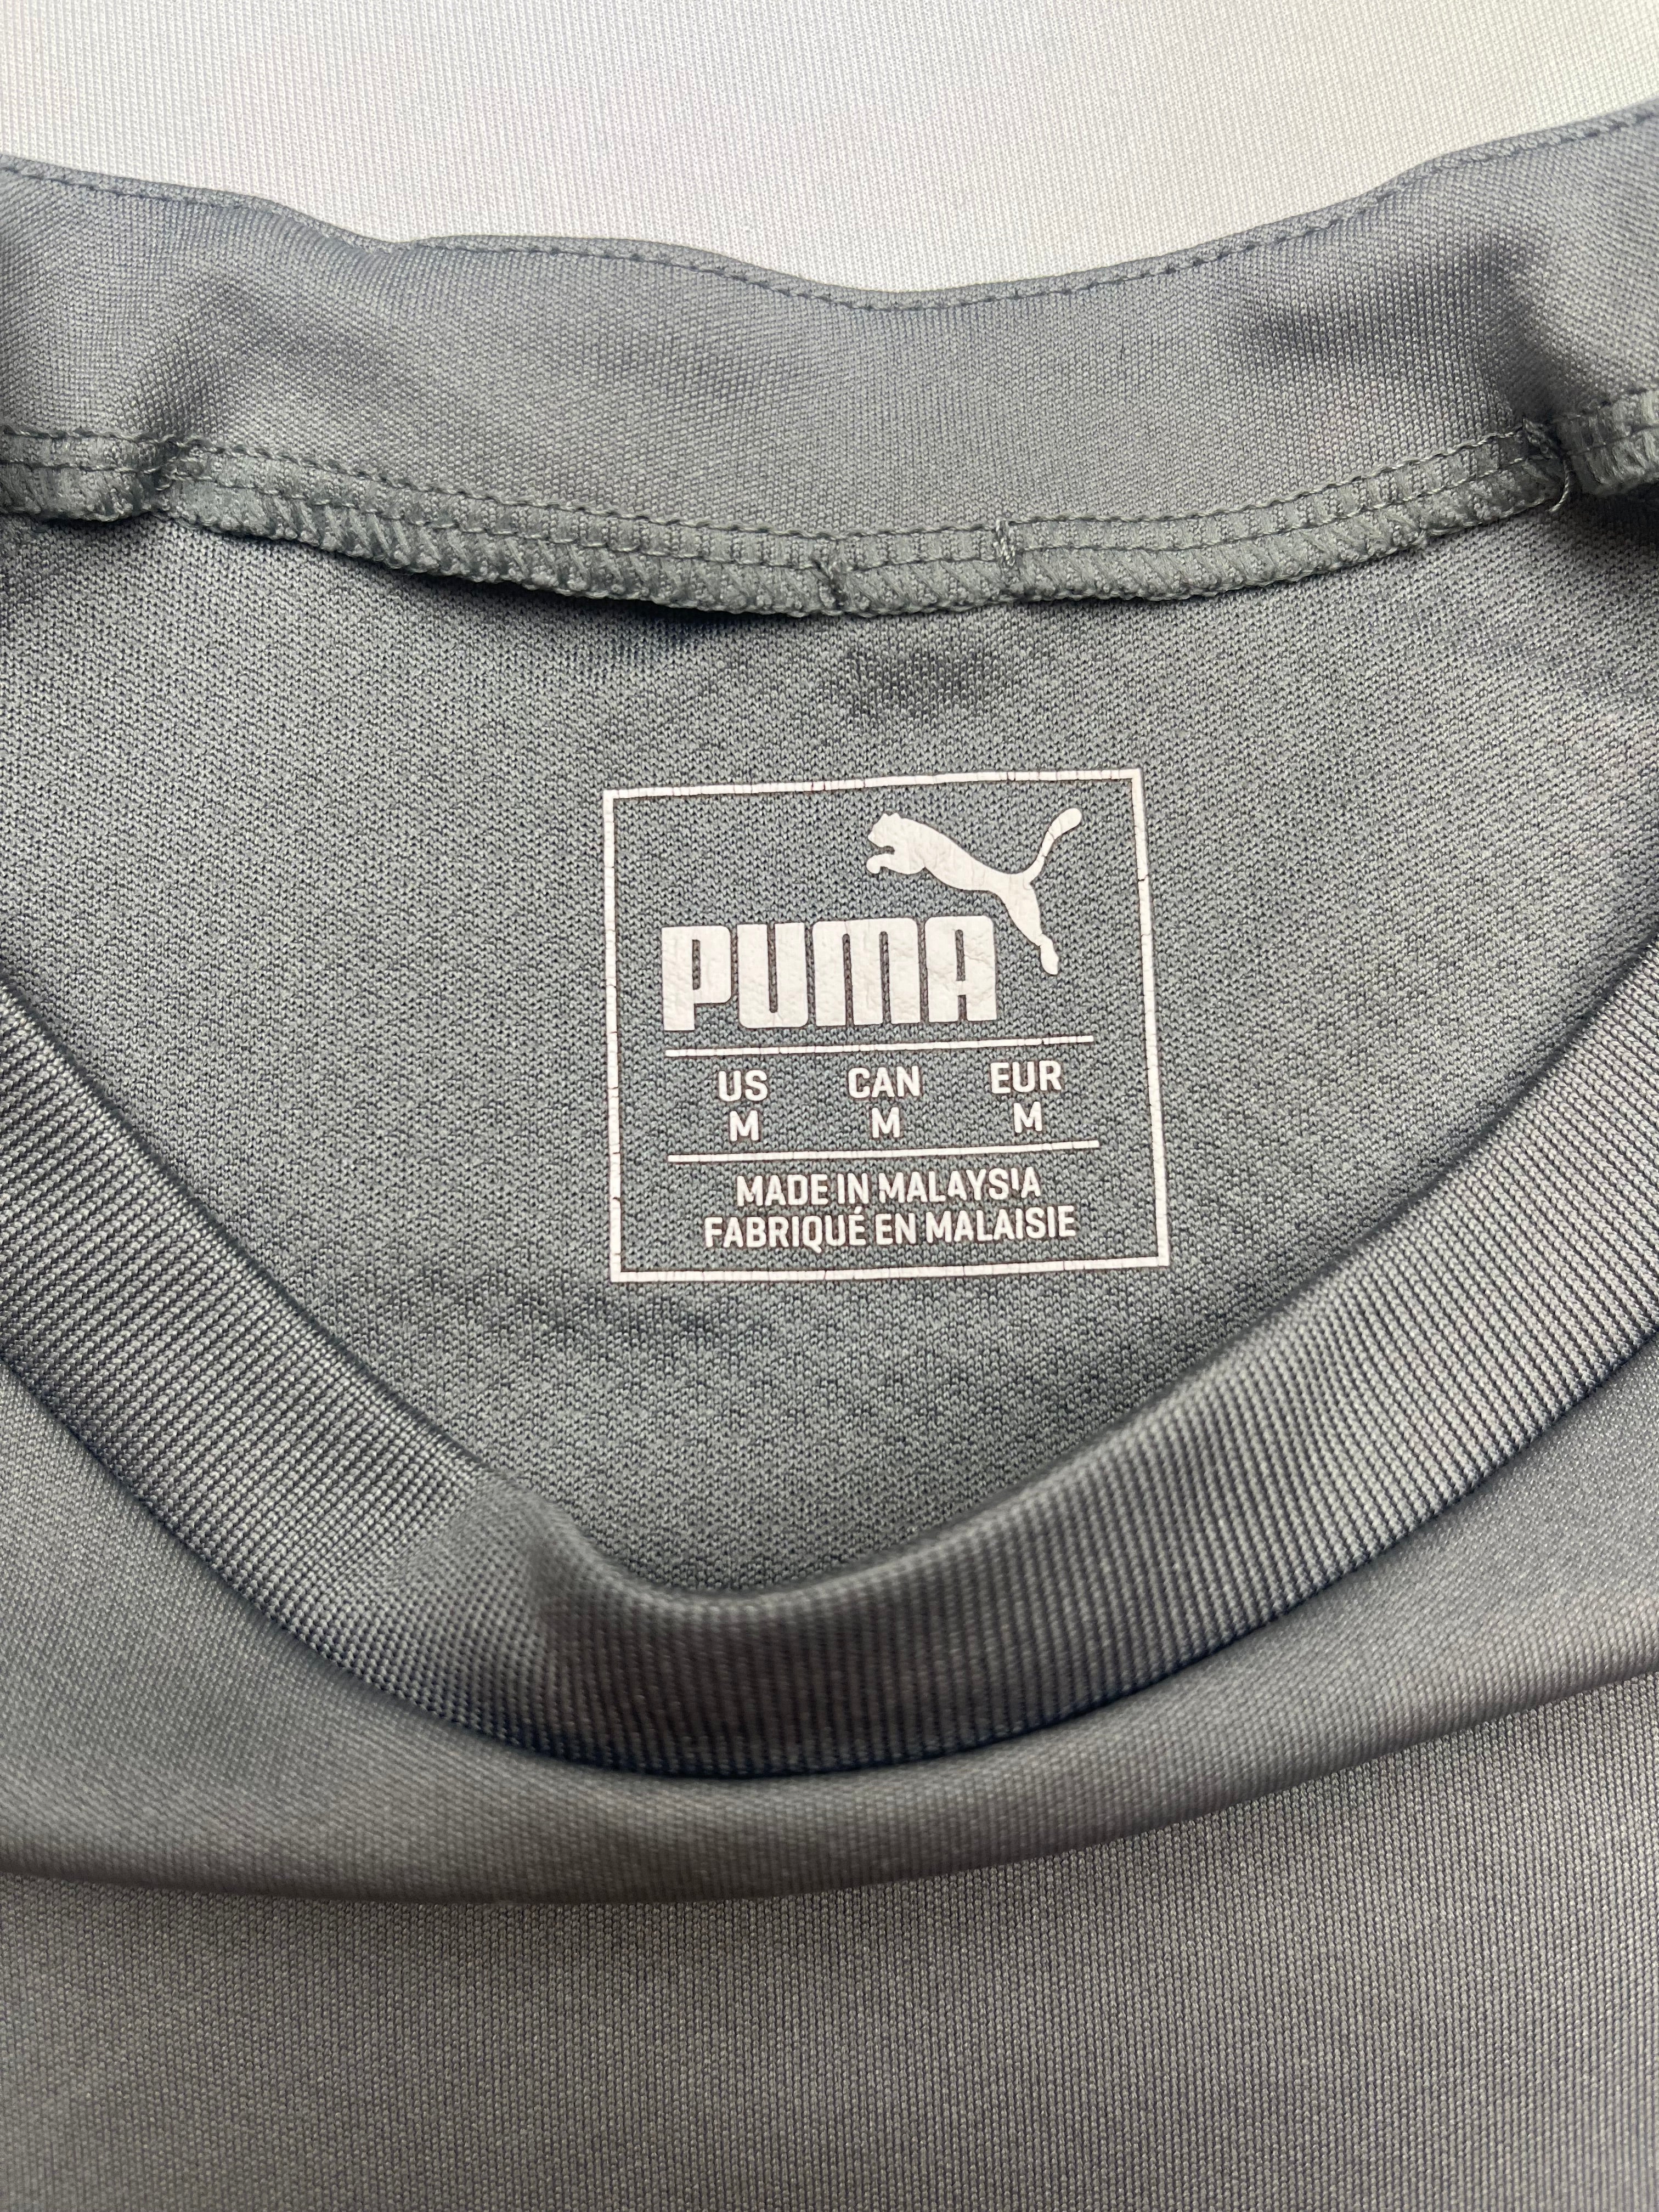 PUMA
US CAN EUR
M M M
MADE IN MALAYSIA
FABRIQUÉ EN MALAISIE